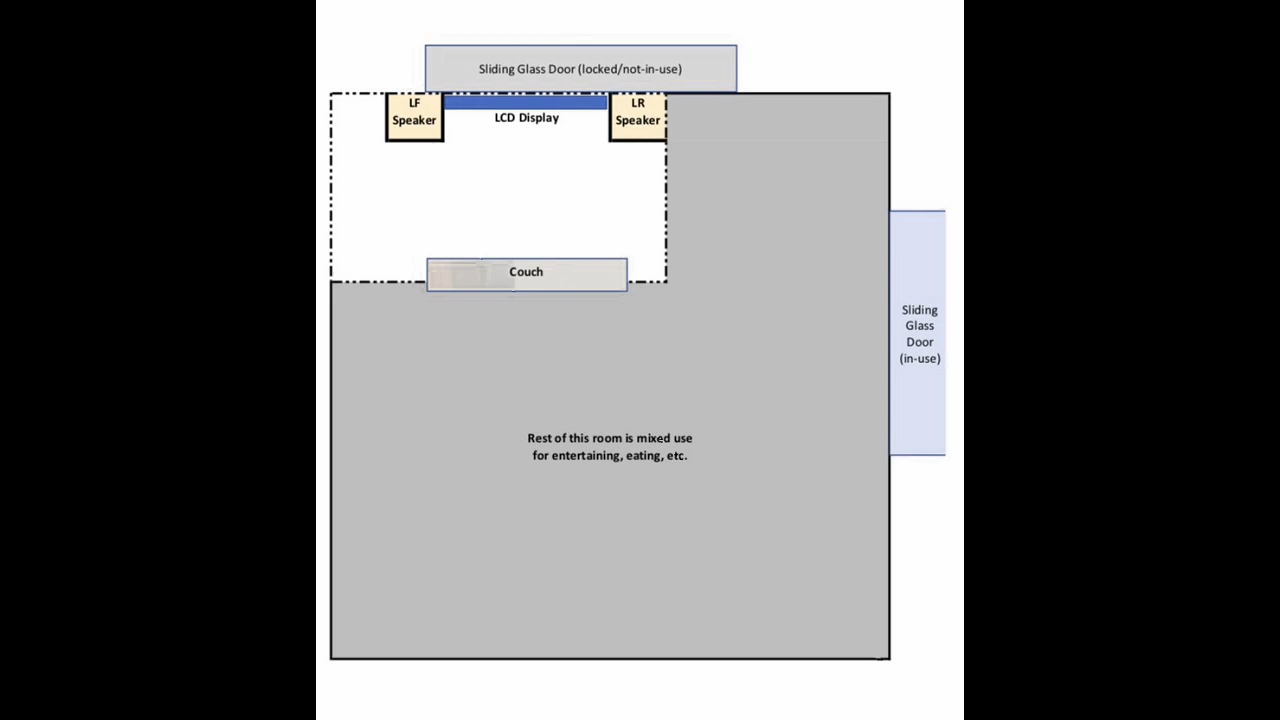 Sliding Glass Door (locked/not-in-use)
LF
Speaker
LCD Display
LR
Speaker
Couch
Sliding
Glass
Door
(in-use)
Rest of this room is mixed use
for entertaining, eating, etc.